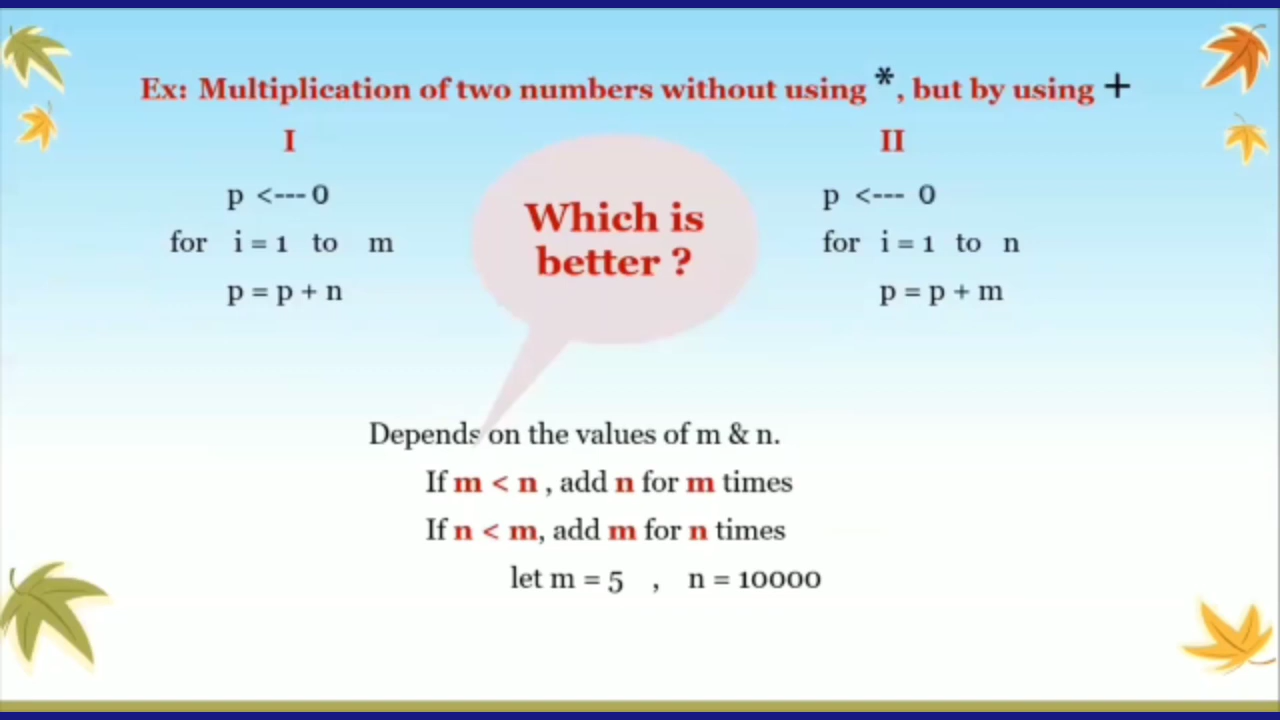 Ex: Multiplication of two numbers without using *, but by using +
I
II
p <--- 0
for i = 1 to m
p = p + n
Which is
better ?
p <--- 0
for i = 1 to n
p = p + m
Depends on the values of m & n.
If m < n , add n for m times
If n < m, add m for n times
let m = 5 , n = 10000